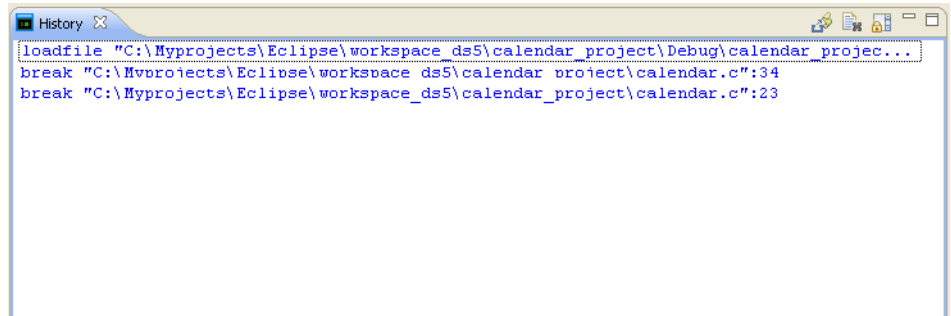 History
loadfile "C:\Myprojects\Eclipse\workspace_ds5\calendar_project\Debug\calendar_projec...
break "C:\Myprojects\Eclipse\workspace_ds5\calendar_project\calendar.c":34
break "C:\Myprojects\Eclipse\workspace_ds5\calendar_project\calendar.c":23